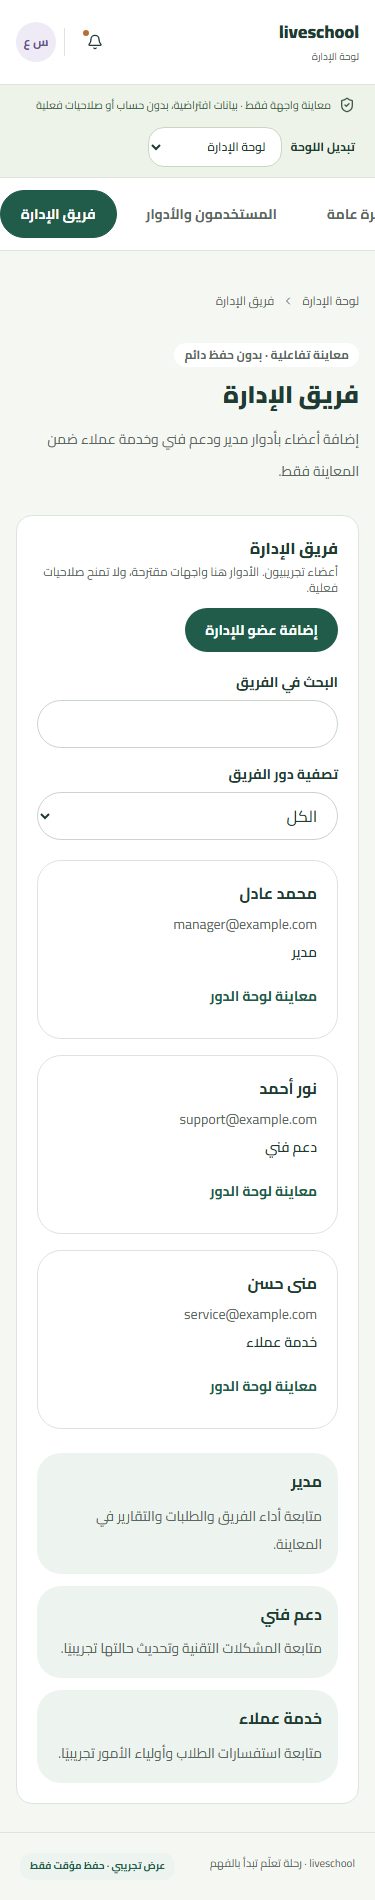 liveschool
لوحة الإدارة
س ع
معاينة واجهة فقط · بيانات افتراضية، بدون حساب أو صلاحيات فعلية
تبديل اللوحة
لوحة الإدارة
رة عامة
المستخدمون والأدوار
فريق الإدارة
لوحة الإدارة
فريق الإدارة
معاينة تفاعلية · بدون حفظ دائم
فريق الإدارة
إضافة أعضاء بأدوار مدير ودعم فني وخدمة عملاء ضمن
المعاينة فقط.
فريق الإدارة
أعضاء تجريبيون. الأدوار هنا واجهات مقترحة، ولا تمنح صلاحيات
فعلية.
إضافة عضو للإدارة
البحث في الفريق
تصفية دور الفريق
الكل
محمد عادل
manager@example.com
مدير
معاينة لوحة الدور
نور أحمد
support@example.com
دعم فني
معاينة لوحة الدور
منى حسن
service@example.com
خدمة عملاء
معاينة لوحة الدور
مدير
متابعة أداء الفريق والطلبات والتقارير في
المعاينة.
دعم فني
متابعة المشكلات التقنية وتحديث حالتها تجريبيًا.
خدمة عملاء
متابعة استفسارات الطلاب وأولياء الأمور تجريبيًا.
liveschool · رحلة تعلّم تبدأ بالفهم
عرض تجريبي · حفظ مؤقت فقط